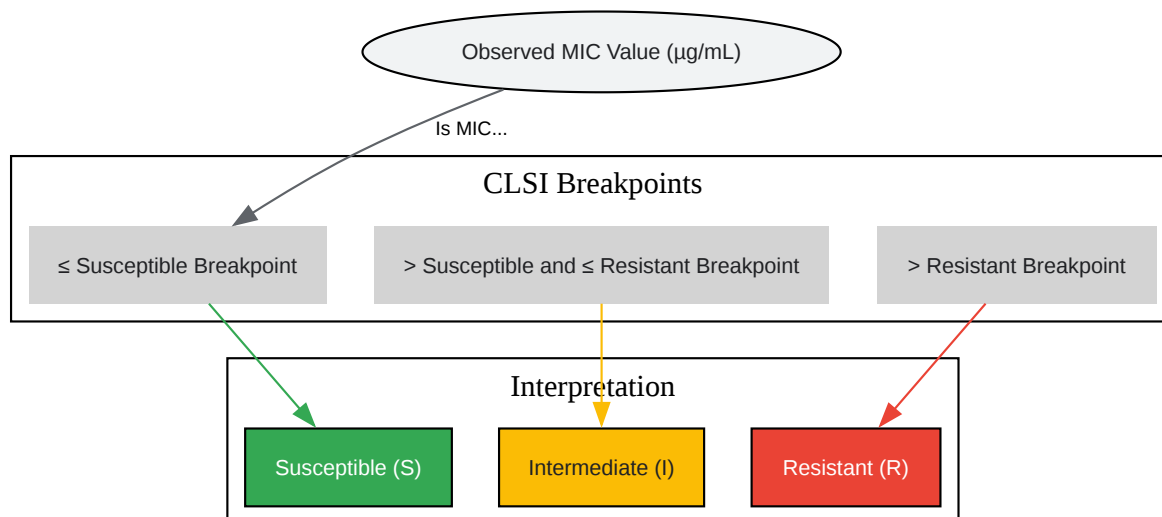 Observed MIC Value (µg/mL)
Is MIC...
CLSI Breakpoints
≤ Susceptible Breakpoint
> Susceptible and ≤ Resistant Breakpoint
> Resistant Breakpoint
Interpretation
Susceptible (S)
Intermediate (I)
Resistant (R)